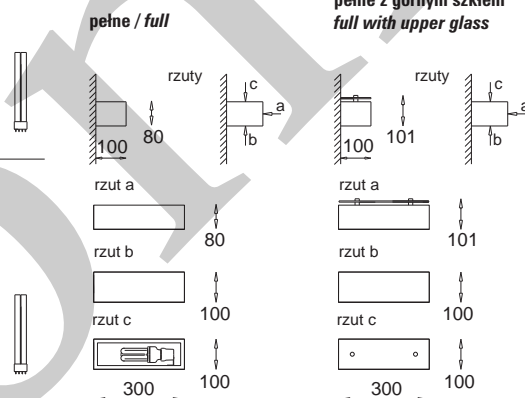 pełne / full
pełne z górnym szkłem
full with upper glass
rzuty
c
a
b
100
80
rzuty
c
a
b
100
101
rzut a
80
rzut b
100
rzut c
100
300
rzut a
101
rzut b
100
rzut c
100
300